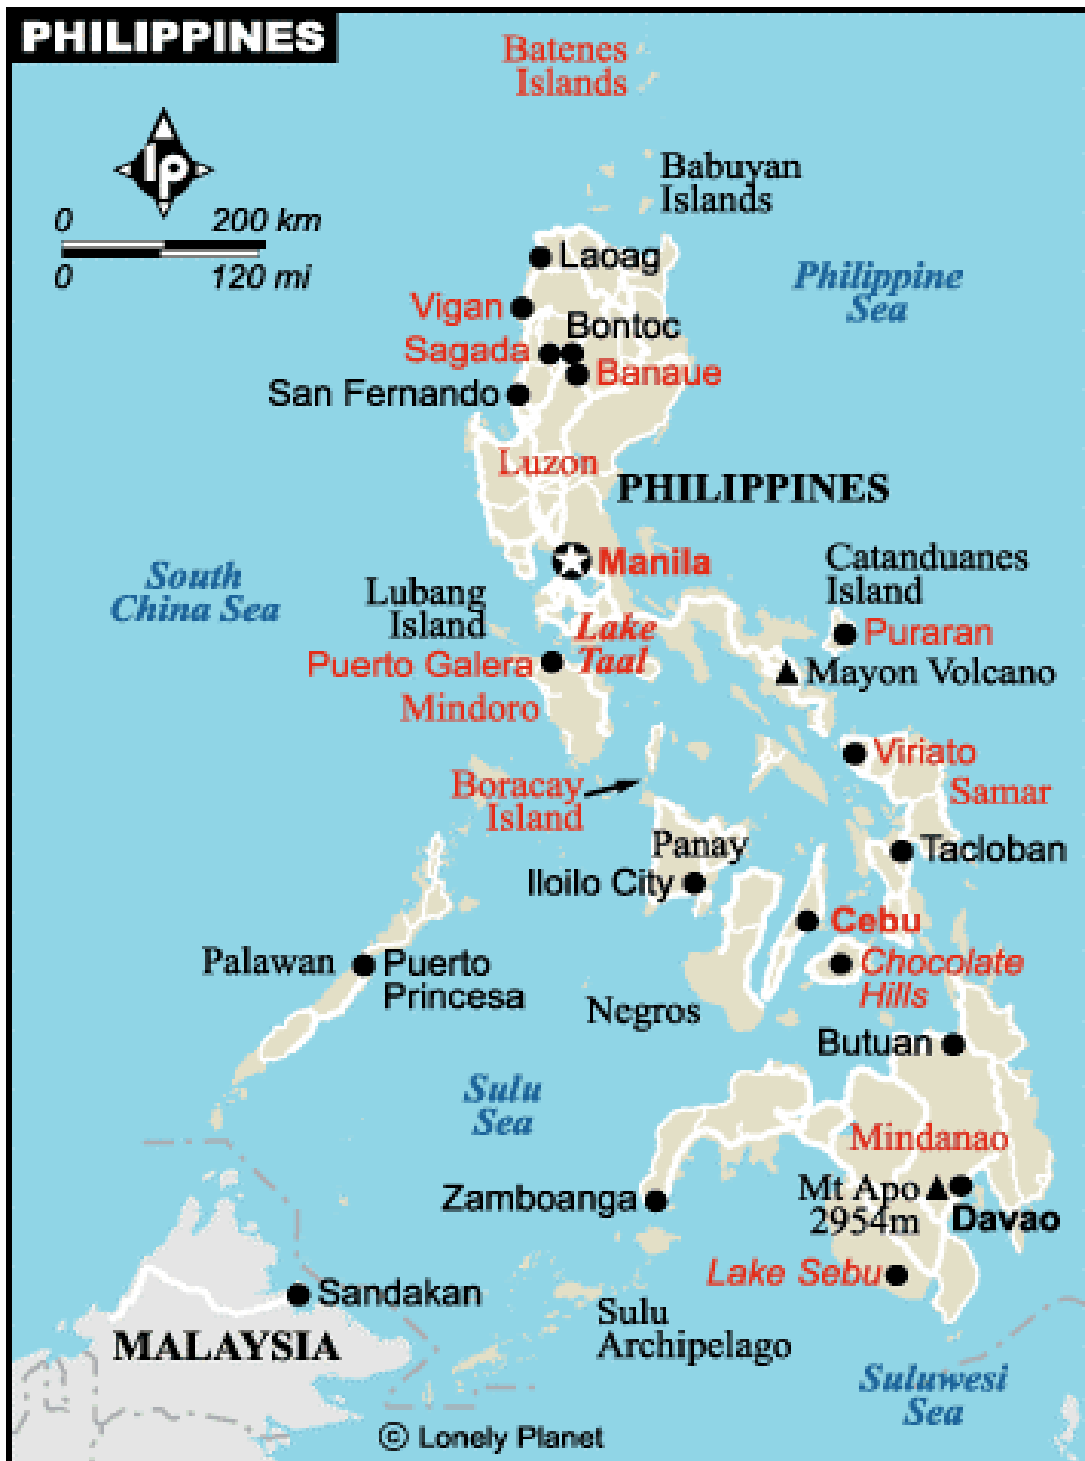 PHILIPPINES
Batenes
Islands
lp
Babuyan
Islands
0 200 km
0 120 mi
Laoag
Philippine
Sea
Vigan
Bontoc
Sagada
Banaue
San Fernando
Luzon
PHILIPPINES
Manila
Catanduanes
Island
South
China Sea
Lubang
Island
Lake
Taal
Puraran
Puerto Galera
Mayon Volcano
Mindoro
Viriato
Boracay
Island
Samar
Panay
Tacloban
Iloilo City
Cebu
Palawan
Puerto
Princesa
Chocolate
Hills
Negros
Butuan
Sulu
Sea
Mindanao
Zamboanga
Mt Apo
2954m
Davao
Lake Sebu
Sandakan
Sulu
Archipelago
MALAYSIA
Suluwesi
Sea
© Lonely Planet